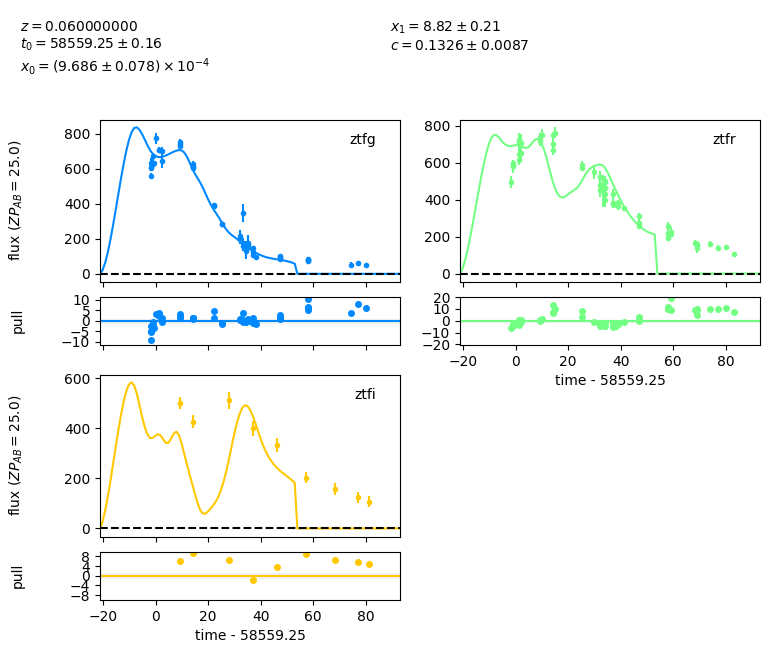 z = 0.060000000
t₀ = 58559.25 ± 0.16
x₀ = (9.686 ± 0.078) × 10⁻⁴
x₁ = 8.82 ± 0.21
c = 0.1326 ± 0.0087
flux (ZP_AB = 25.0)
800
600
400
200
0
ztfg
800
600
400
200
0
ztfr
pull
10
5
0
−5
−10
20
10
0
−10
−20
−20 0 20 40 60 80
time - 58559.25
flux (ZP_AB = 25.0)
600
400
200
0
ztfi
pull
8
4
0
−4
−8
−20 0 20 40 60 80
time - 58559.25